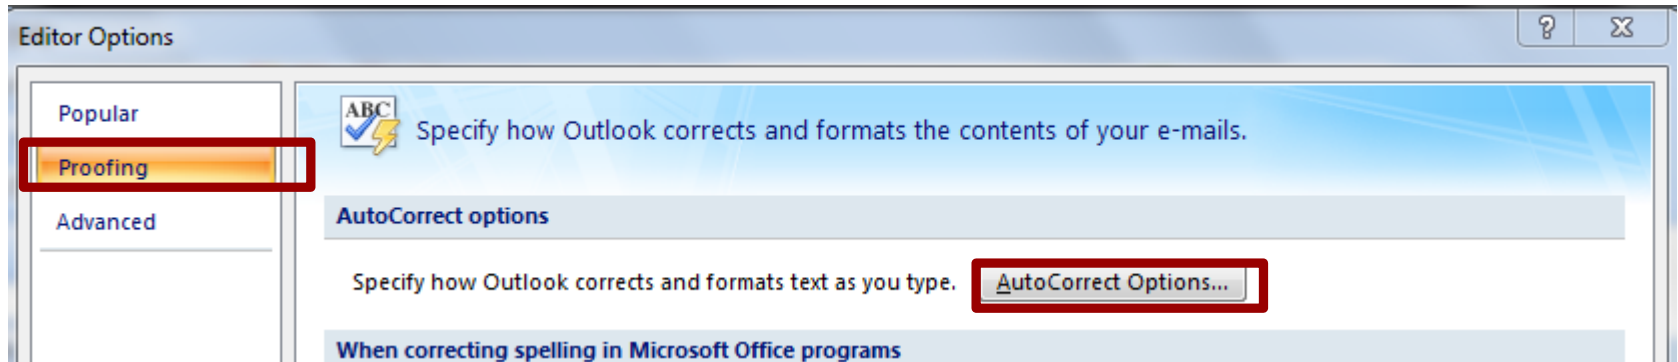 Editor Options
Popular
Proofing
Advanced
ABC
Specify how Outlook corrects and formats the contents of your e-mails.
AutoCorrect options
Specify how Outlook corrects and formats text as you type. AutoCorrect Options...
When correcting spelling in Microsoft Office programs